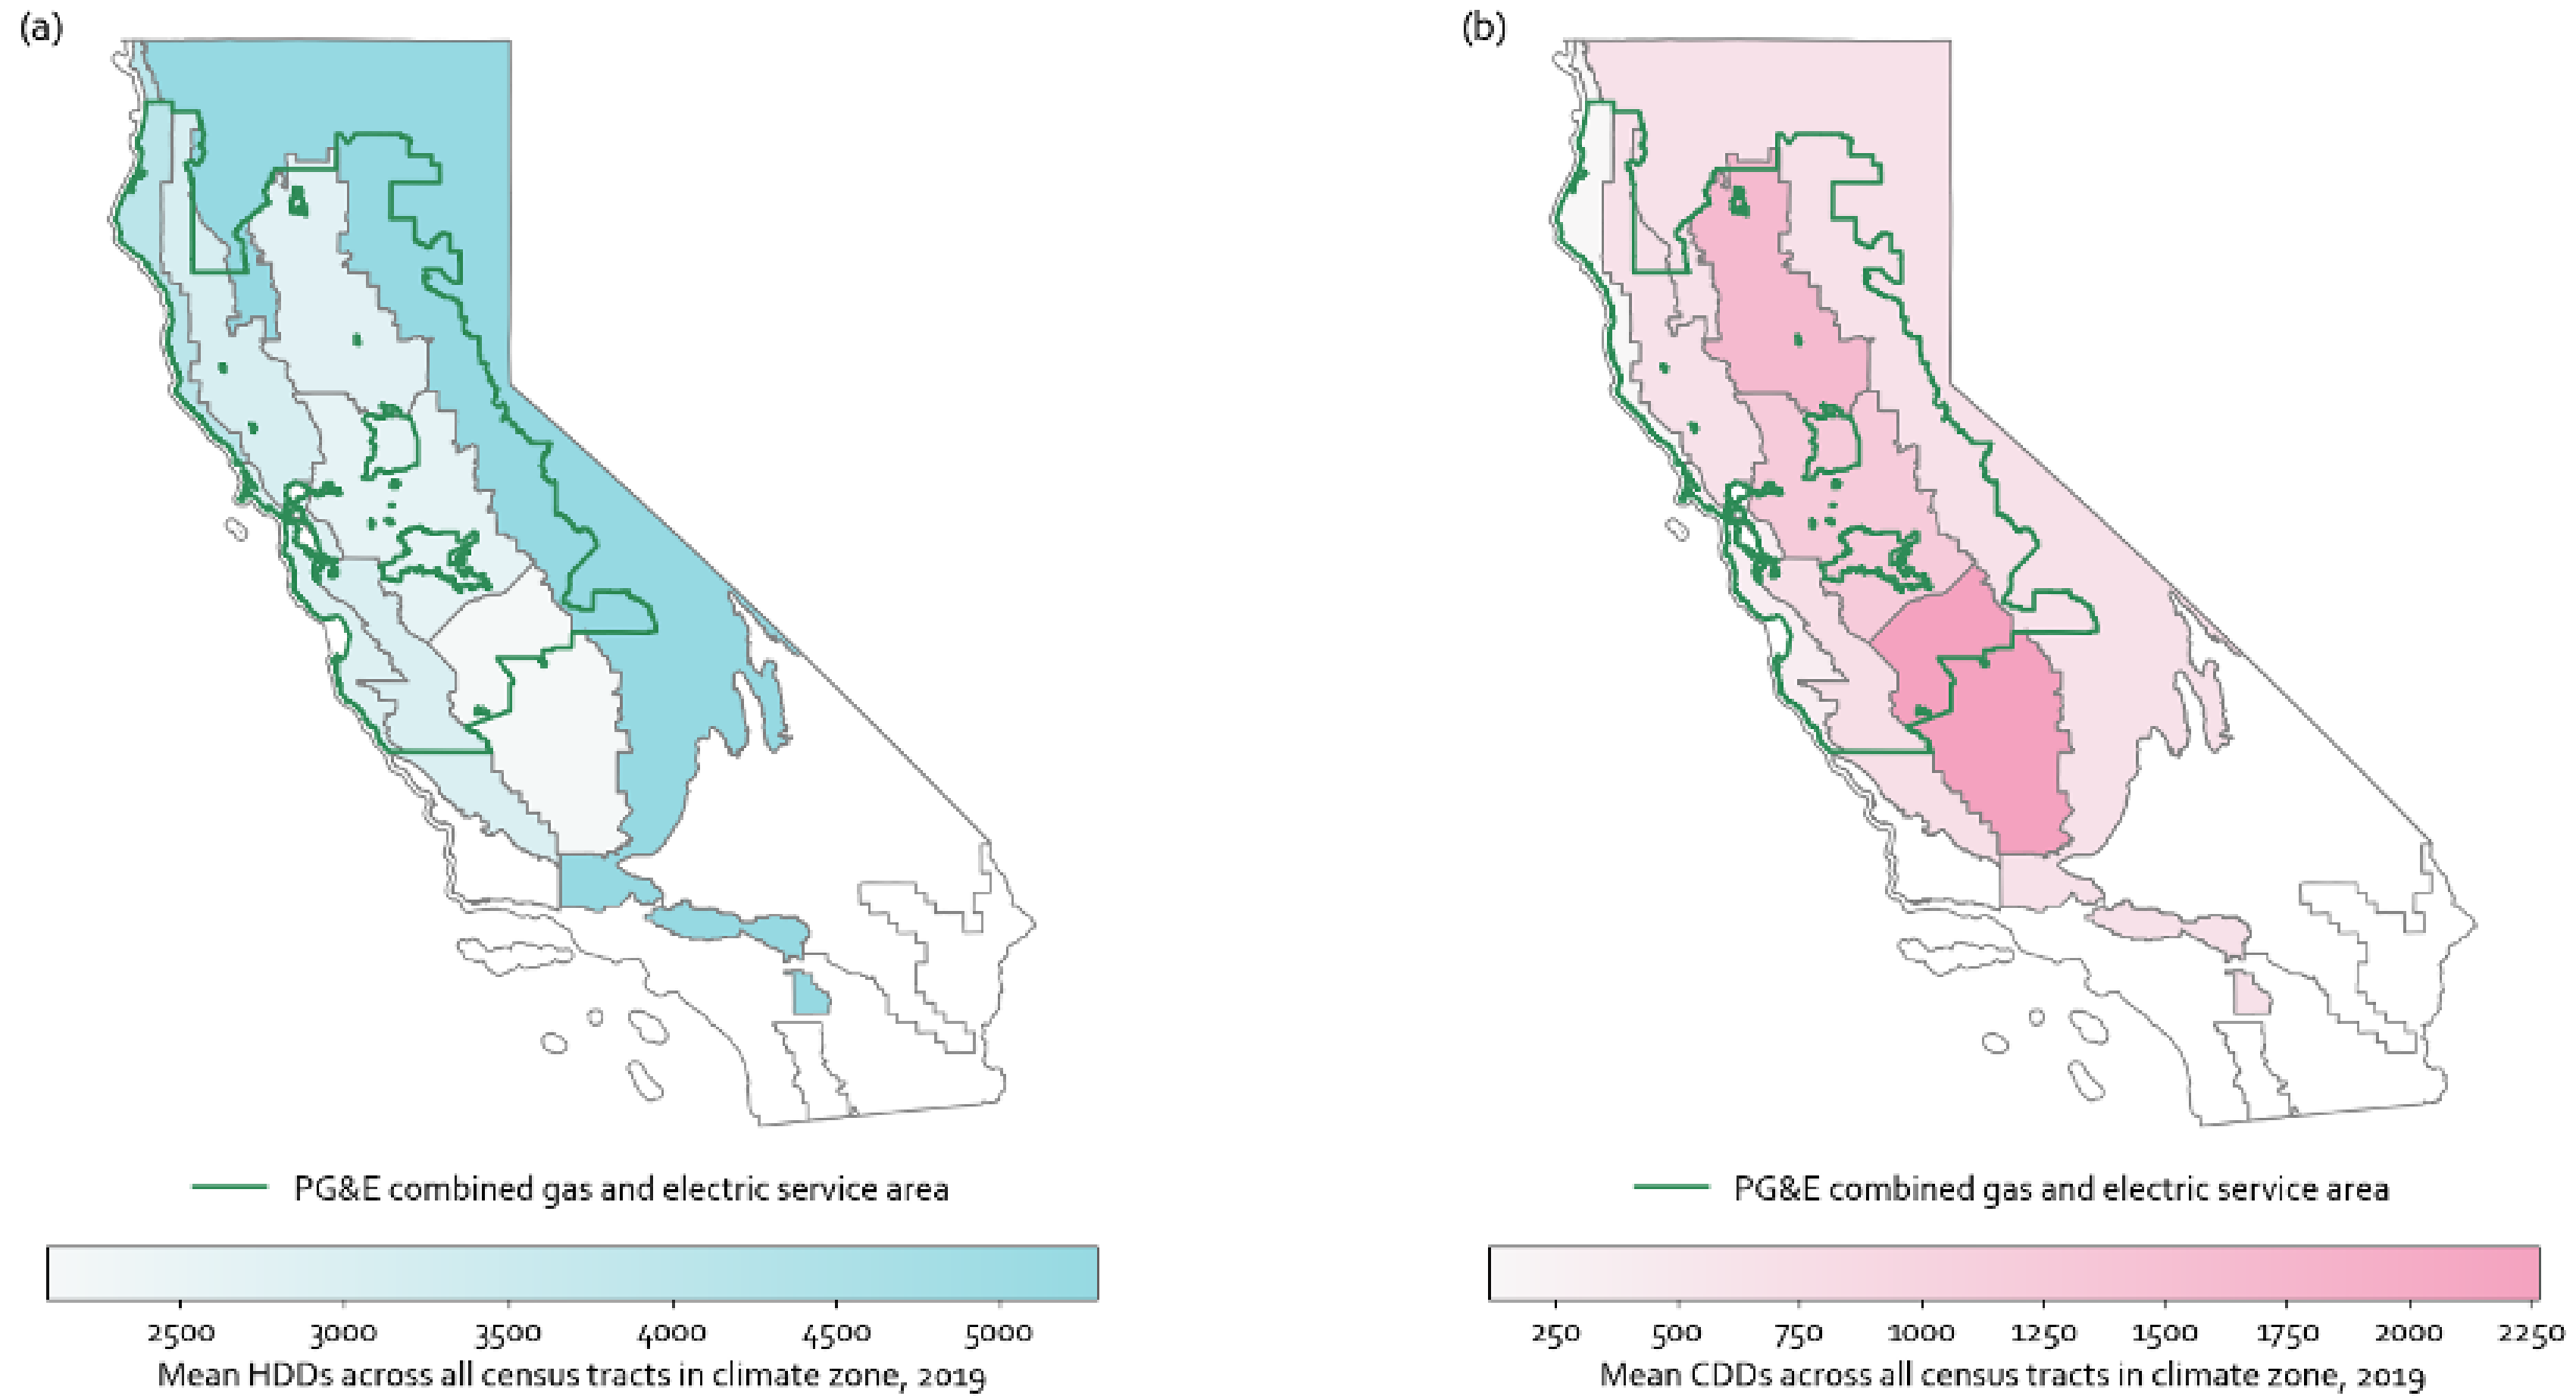 (a)
(b)
PG&E combined gas and electric service area
PG&E combined gas and electric service area
2500 3000 3500 4000 4500 5000
Mean HDDs across all census tracts in climate zone, 2019
250 500 750 1000 1250 1500 1750 2000 2250
Mean CDDs across all census tracts in climate zone, 2019